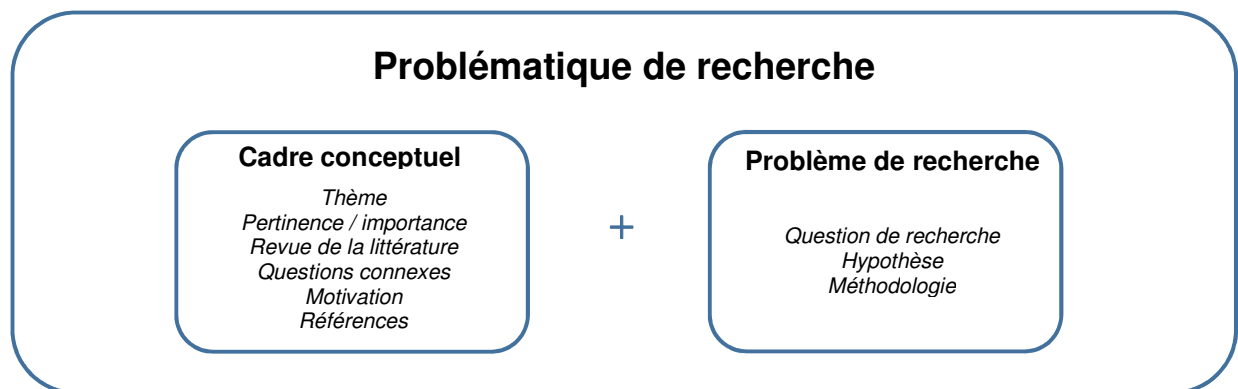 Problématique de recherche
Cadre conceptuel
Thème
Pertinence / importance
Revue de la littérature
Questions connexes
Motivation
Références
+
Problème de recherche
Question de recherche
Hypothèse
Méthodologie